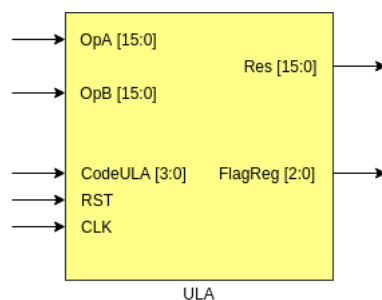 OpA [15:0]
Res [15:0]
OpB [15:0]
CodeULA [3:0]
FlagReg [2:0]
RST
CLK
ULA